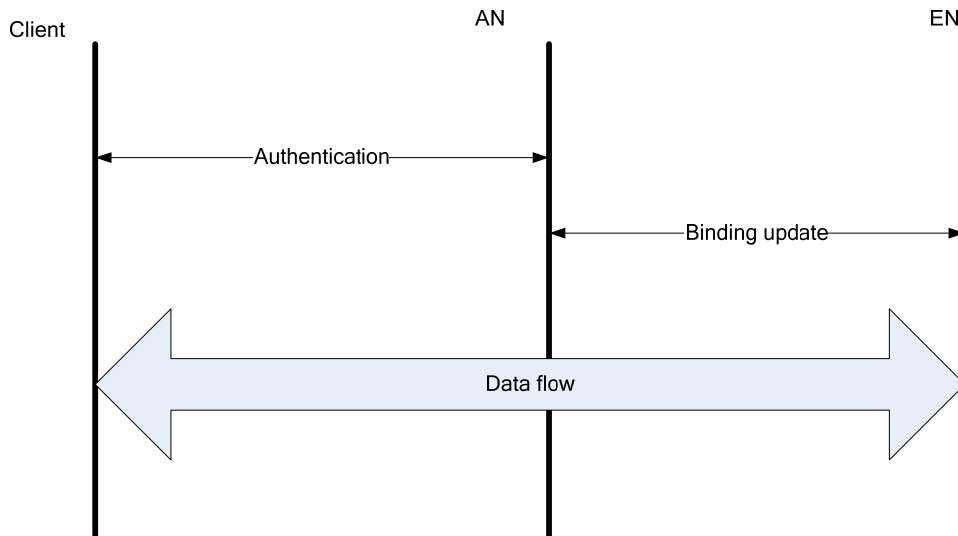 Client
AN
EN
Authentication
Binding update
Data flow